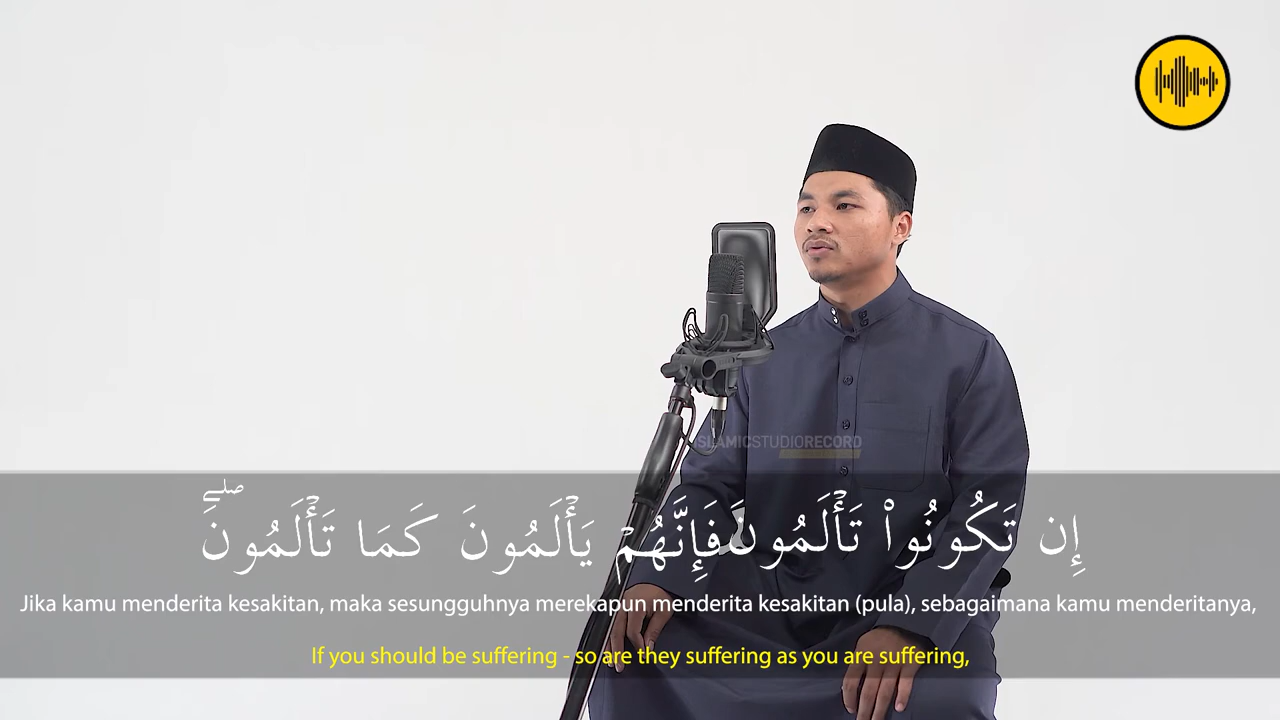 ISLAMICSTUDIORECORD
إِن تَكُونُوا۟ تَأْلَمُونَ فَإِنَّهُمْ يَأْلَمُونَ كَمَا تَأْلَمُونَ ۖ
Jika kamu menderita kesakitan, maka sesungguhnya merekapun menderita kesakitan (pula), sebagaimana kamu menderitanya,
If you should be suffering - so are they suffering as you are suffering,